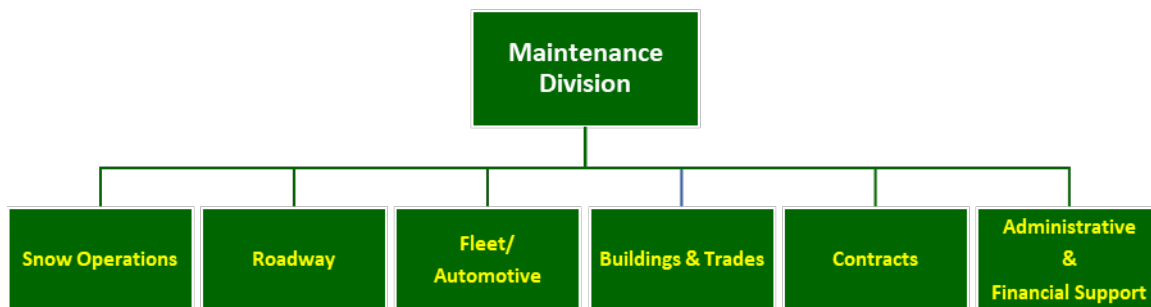 Maintenance
Division
Snow Operations
Roadway
Fleet/
Automotive
Buildings & Trades
Contracts
Administrative
&
Financial Support